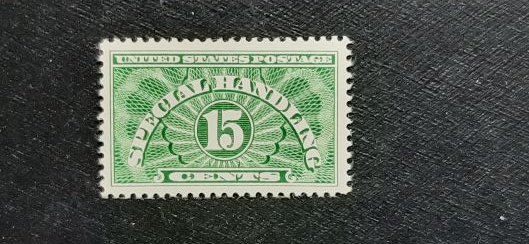 UNITED STATES POSTAGE
SPECIAL HANDLING
15
CENTS